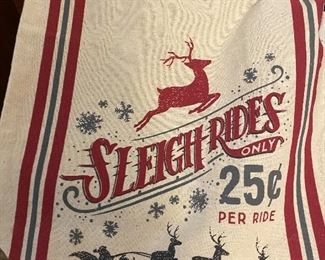 SLEIGH RIDES
ONLY
25¢
PER RIDE